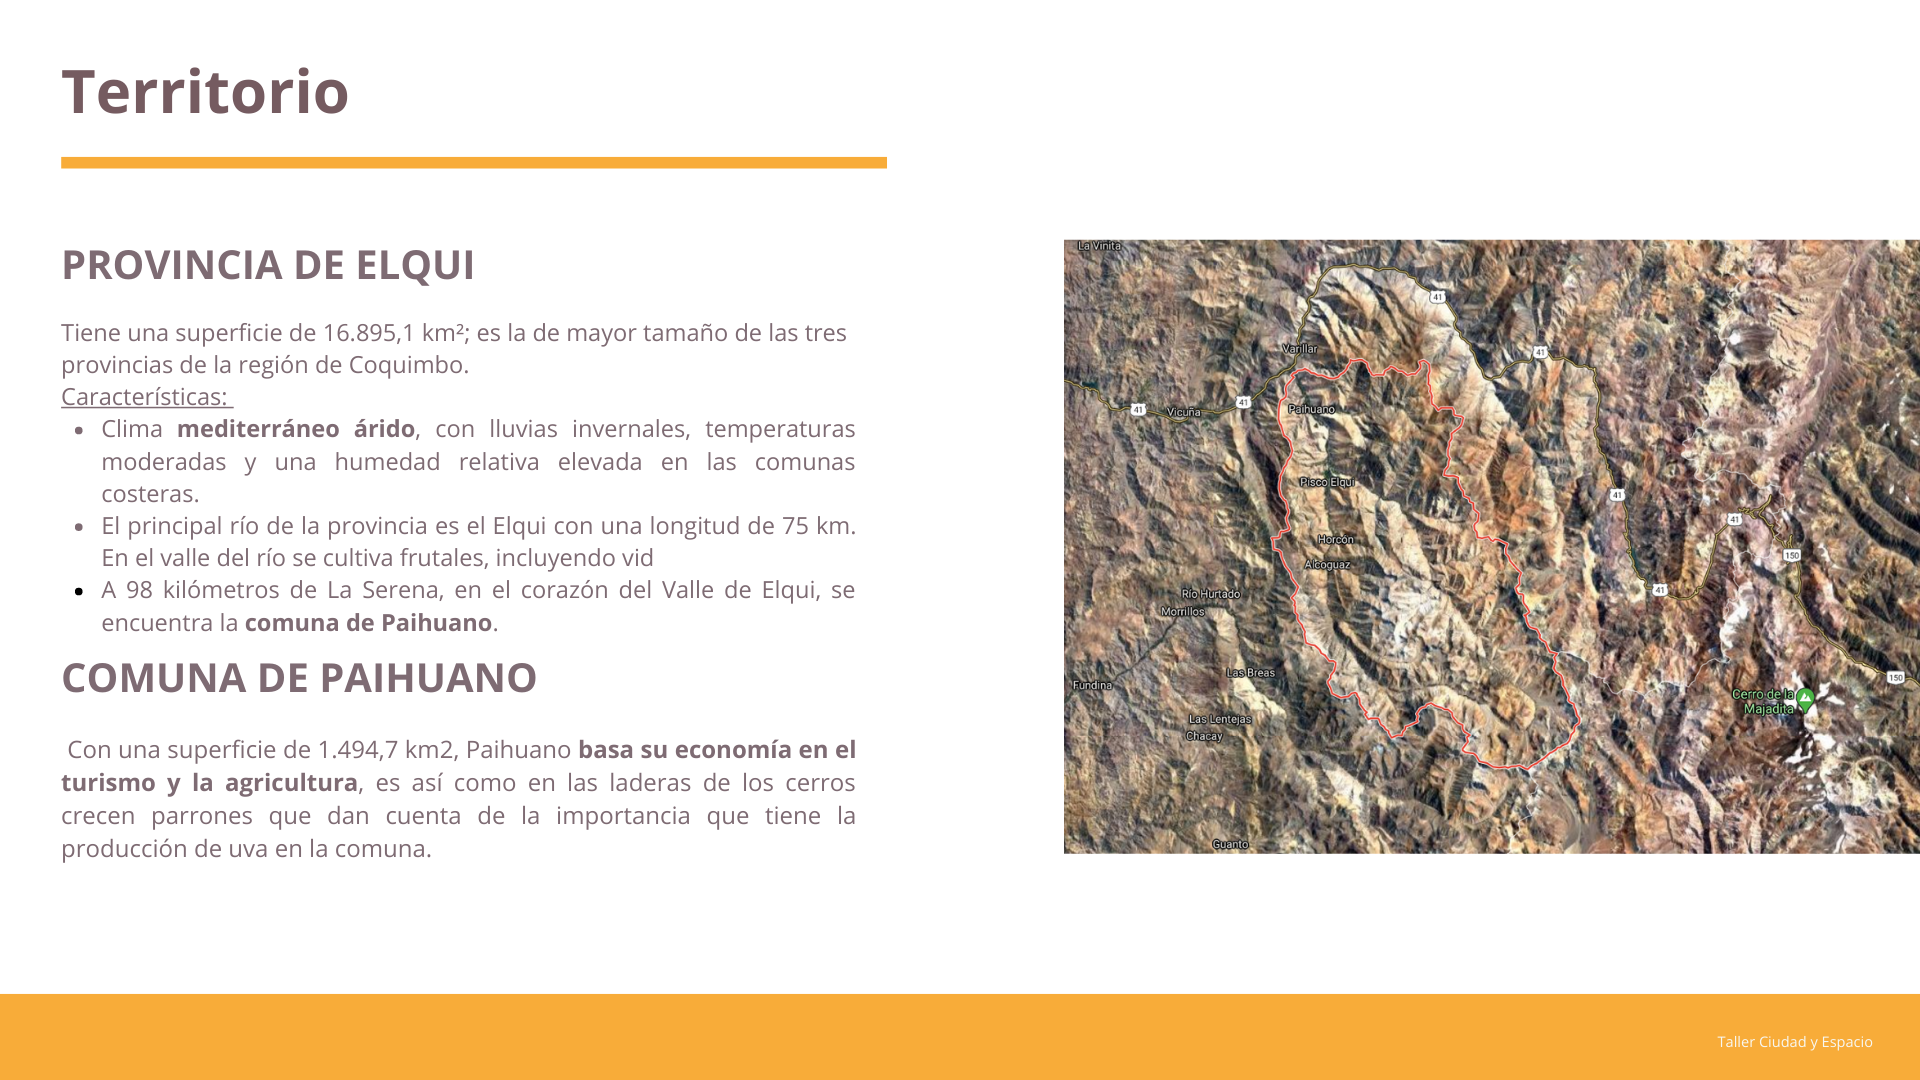 Territorio
PROVINCIA DE ELQUI
Tiene una superficie de 16.895,1 km²; es la de mayor tamaño de las tres
provincias de la región de Coquimbo.
Características:
• Clima mediterráneo árido, con lluvias invernales, temperaturas
moderadas y una humedad relativa elevada en las comunas
costeras.
• El principal río de la provincia es el Elqui con una longitud de 75 km.
En el valle del río se cultiva frutales, incluyendo vid
• A 98 kilómetros de La Serena, en el corazón del Valle de Elqui, se
encuentra la comuna de Paihuano.
COMUNA DE PAIHUANO
Con una superficie de 1.494,7 km2, Paihuano basa su economía en el
turismo y la agricultura, es así como en las laderas de los cerros
crecen parrones que dan cuenta de la importancia que tiene la
producción de uva en la comuna.
La Viñita
41
Varillar
41
41
41
Vicuña
Paihuano
Pisco Elqui
41
41
Horcón
150
Alcoguaz
41
Río Hurtado
Morrillos
Las Breas
150
Fundina
Cerro de la
Majadita
Las Lentejas
Chacay
Guanto
Taller Ciudad y Espacio